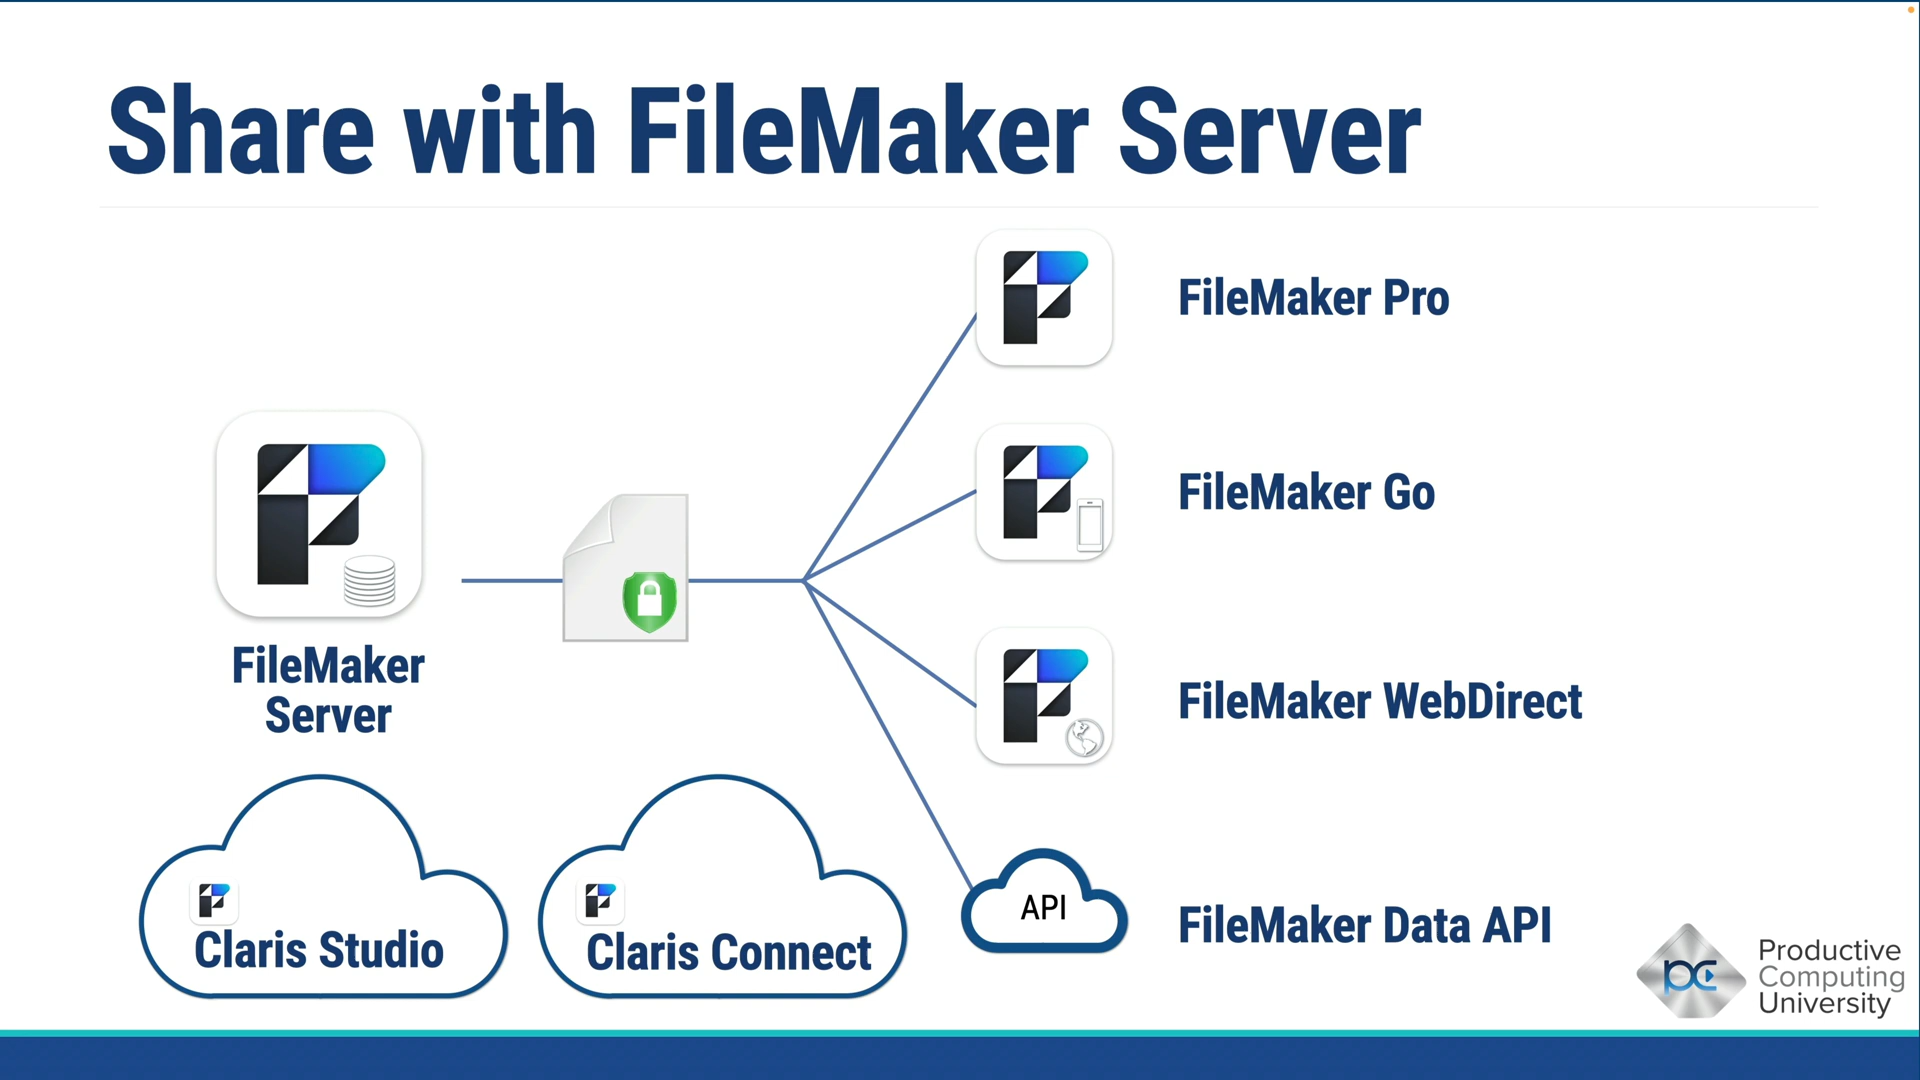 Share with FileMaker Server
FileMaker Pro
FileMaker Go
FileMaker
Server
FileMaker WebDirect
Claris Studio
Claris Connect
API
FileMaker Data API
pc
Productive
Computing
University